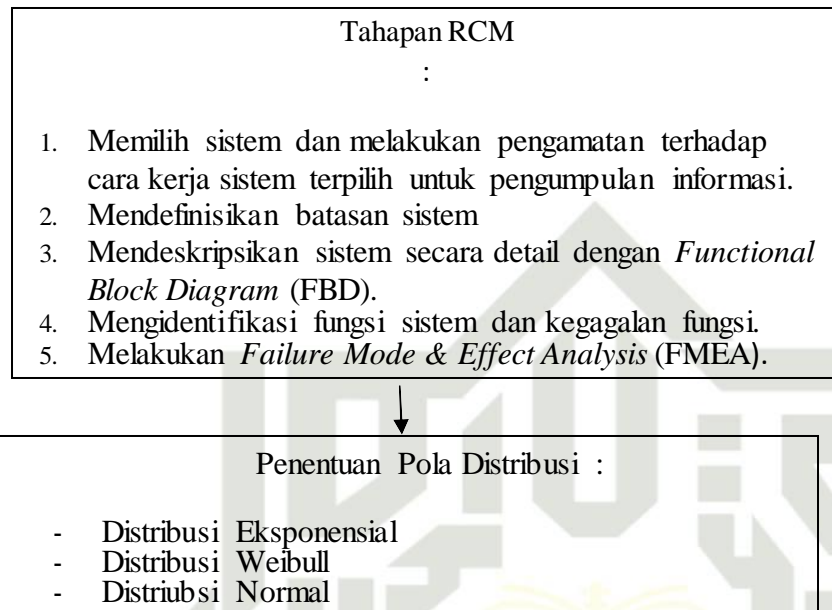 Tahapan RCM
:
1. Memilih sistem dan melakukan pengamatan terhadap
cara kerja sistem terpilih untuk pengumpulan informasi.
2. Mendefinisikan batasan sistem
3. Mendeskripsikan sistem secara detail dengan Functional
Block Diagram (FBD).
4. Mengidentifikasi fungsi sistem dan kegagalan fungsi.
5. Melakukan Failure Mode & Effect Analysis (FMEA).
Penentuan Pola Distribusi :
- Distribusi Eksponensial
- Distribusi Weibull
- Distriubsi Normal